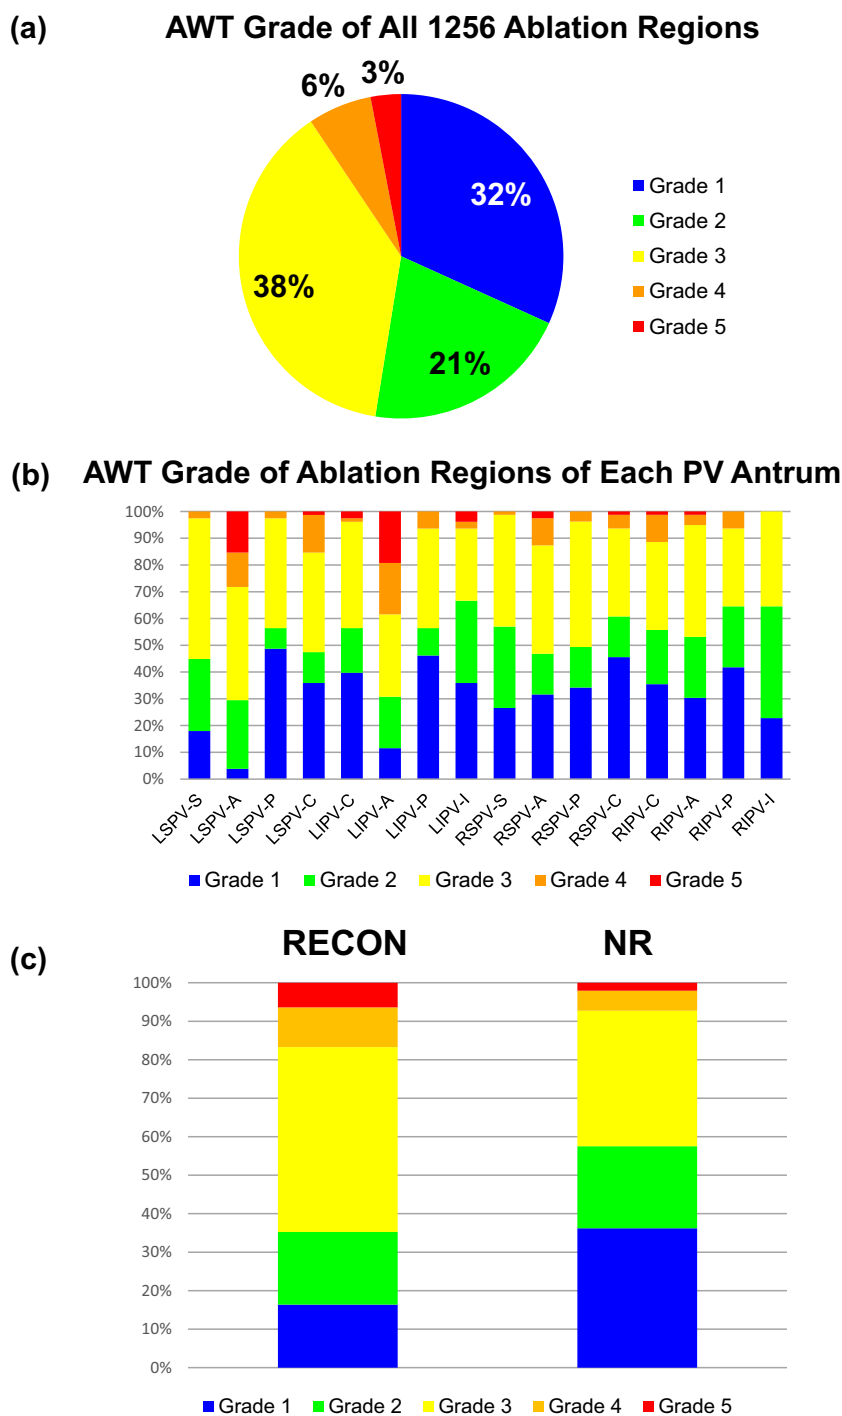 (a) AWT Grade of All 1256 Ablation Regions
6% 3%
32%
38%
21%
Grade 1
Grade 2
Grade 3
Grade 4
Grade 5
(b) AWT Grade of Ablation Regions of Each PV Antrum
100%
90%
80%
70%
60%
50%
40%
30%
20%
10%
0%
LSPV-S LSPV-A LSPV-P LSPV-C LIPV-C LIPV-A LIPV-P LIPV-I RSPV-S RSPV-A RSPV-P RSPV-C RIPV-C RIPV-A RIPV-P RIPV-I
Grade 1 Grade 2 Grade 3 Grade 4 Grade 5
(c) RECON NR
100%
90%
80%
70%
60%
50%
40%
30%
20%
10%
0%
Grade 1 Grade 2 Grade 3 Grade 4 Grade 5